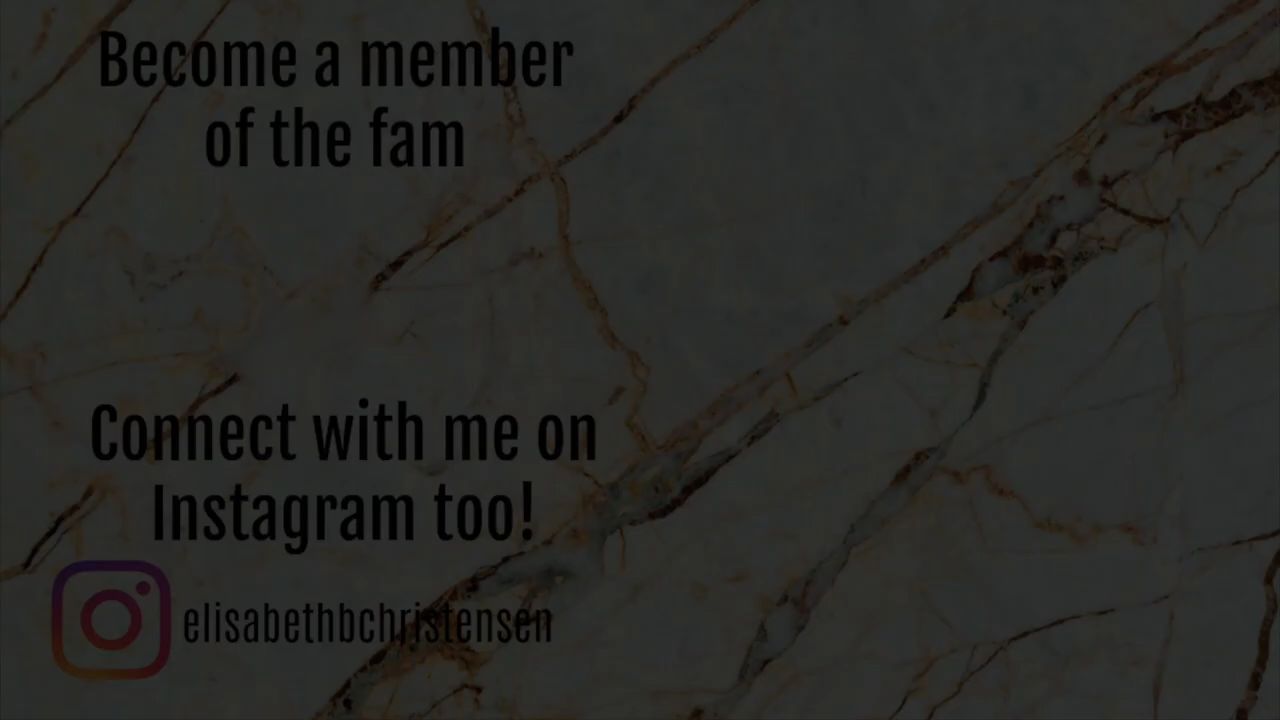 Become a member
of the fam
Connect with me on
Instagram too!
elisabethbchristensen